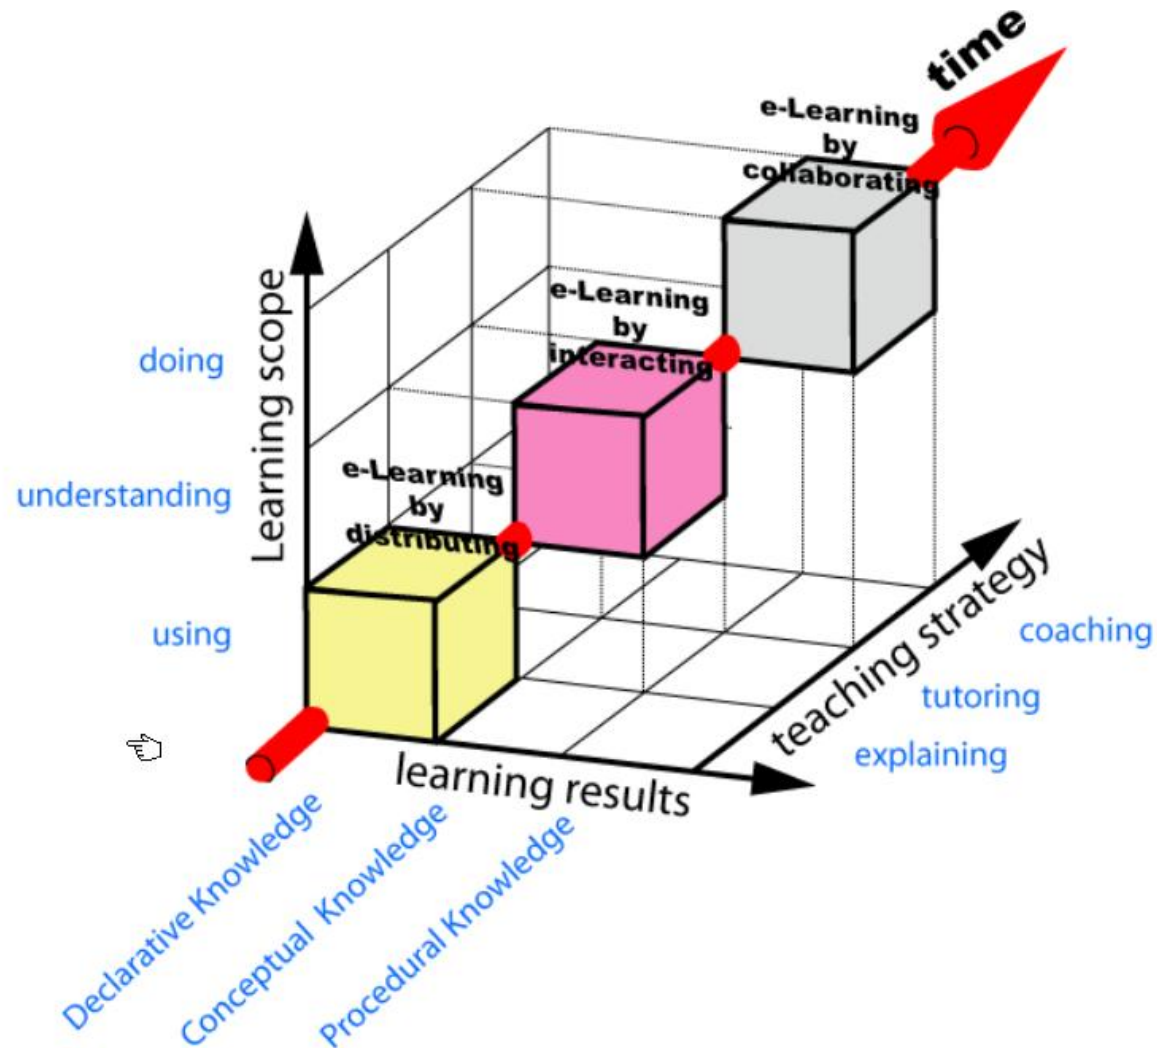 time
e-Learning
by
collaborating
e-Learning
by
interacting
e-Learning
by
distributing
Learning scope
doing
understanding
using
teaching strategy
coaching
tutoring
explaining
learning results
Declarative Knowledge
Conceptual Knowledge
Procedural Knowledge